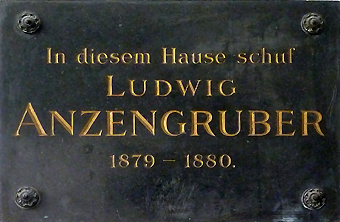 In diesem Hause schuf
LUDWIG
ANZENGRUBER
1879 – 1880.